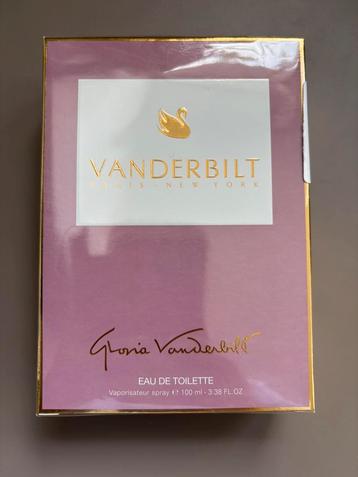 VANDERBILT
PARIS - NEW YORK
Gloria Vanderbilt
EAU DE TOILETTE
Vaporisateur spray ℮ 100 ml - 3.38 FL.OZ